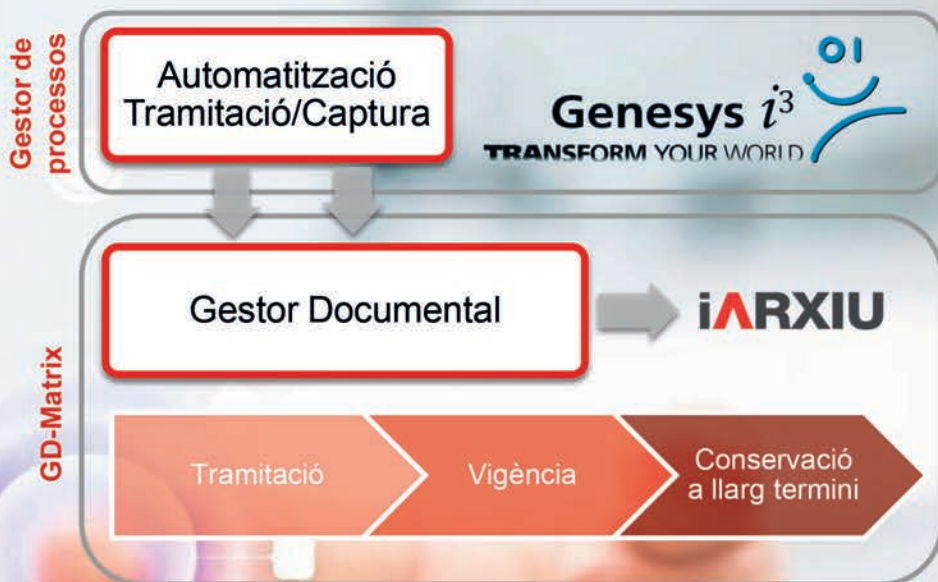 Gestor de
processos
Automatització
Tramitació/Captura
Genesys i³
TRANSFORM YOUR WORLD
GD-Matrix
Gestor Documental
iARXIU
Tramitació
Vigència
Conservació
a llarg termini